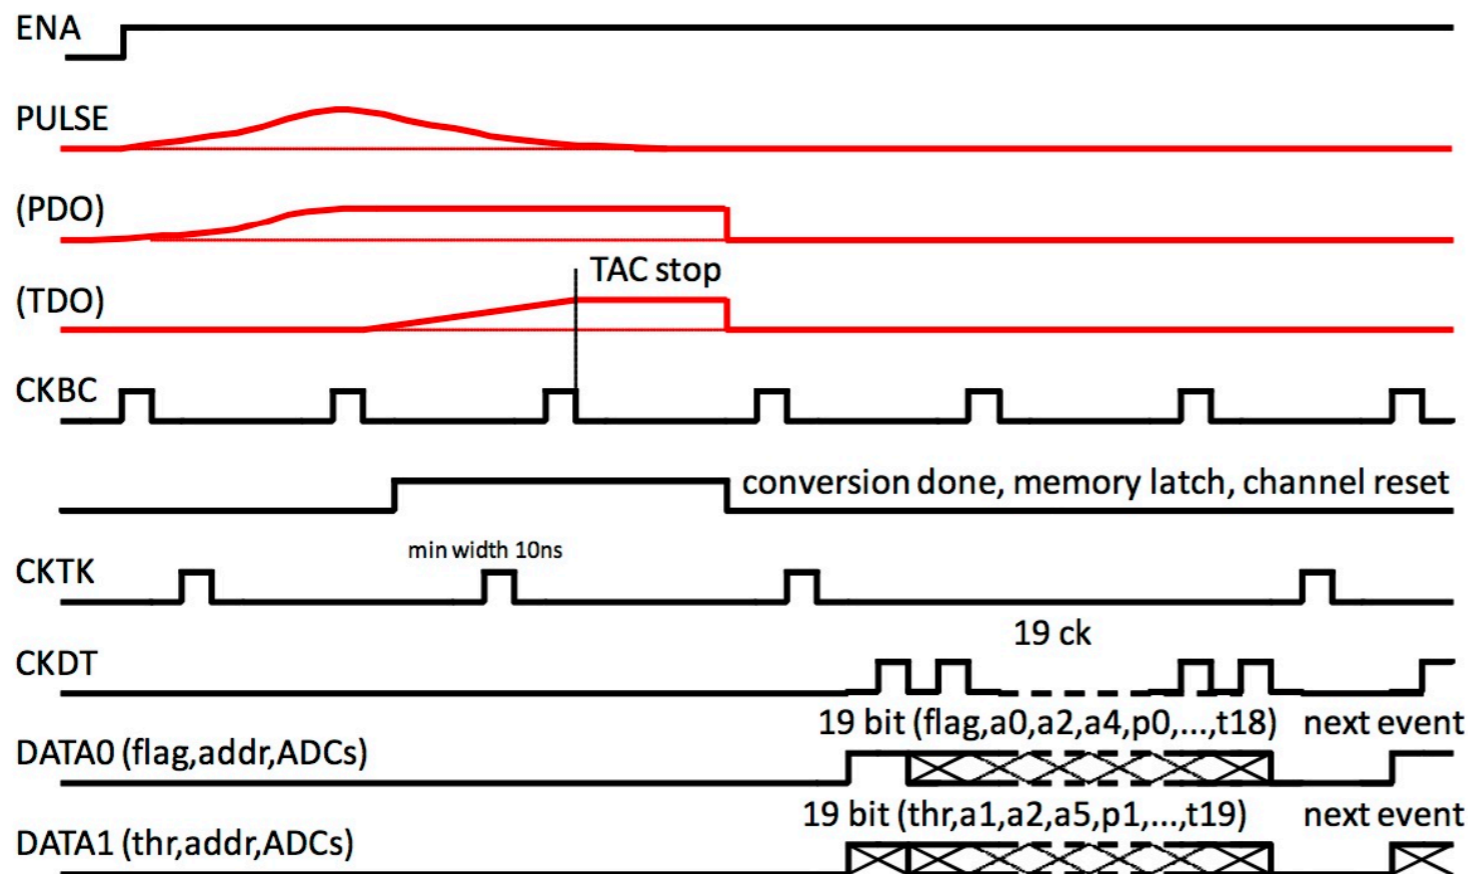 ENA
PULSE
(PDO)
TAC stop
(TDO)
CKBC
conversion done, memory latch, channel reset
min width 10ns
CKTK
19 ck
CKDT
19 bit (flag,a0,a2,a4,p0,...,t18) next event
DATA0 (flag,addr,ADCs)
19 bit (thr,a1,a2,a5,p1,...,t19) next event
DATA1 (thr,addr,ADCs)